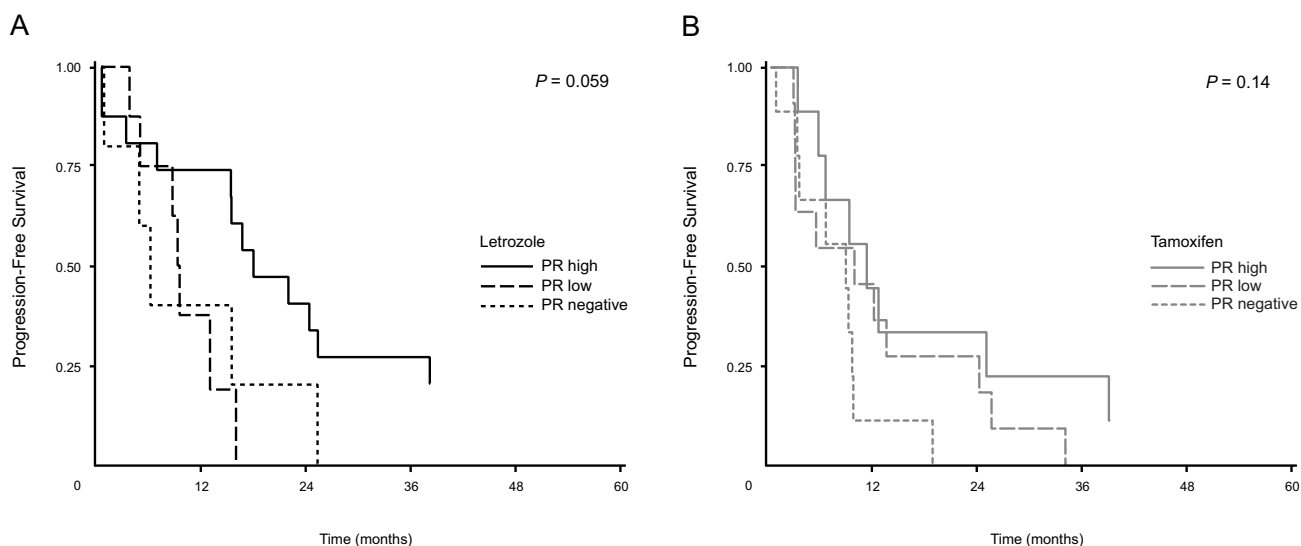 A
1.00
P = 0.059
0.75
Progression-Free Survival
Letrozole
PR high
0.50
PR low
PR negative
0.25
0
12
24
36
48
60
Time (months)
B
1.00
P = 0.14
0.75
Progression-Free Survival
Tamoxifen
PR high
0.50
PR low
PR negative
0.25
0
12
24
36
48
60
Time (months)